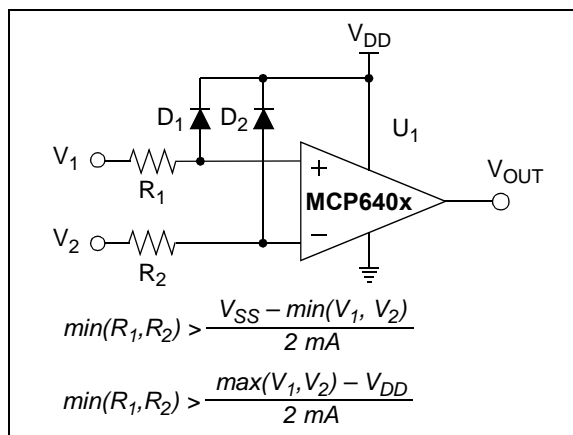 V_DD
D_1 D_2 U_1
V_1 V_OUT
R_1 +
MCP640x
V_2 –
R_2
min(R_1,R_2) > (V_SS – min(V_1, V_2)) / 2 mA
min(R_1,R_2) > (max(V_1,V_2) – V_DD) / 2 mA